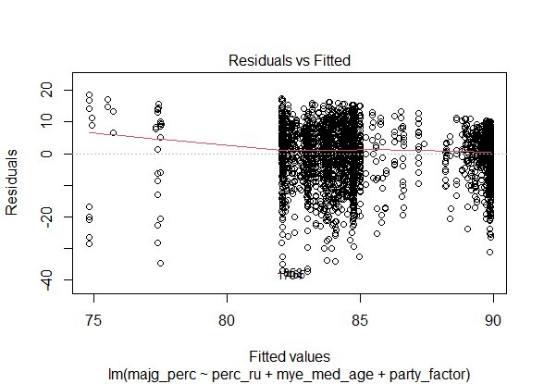 Residuals vs Fitted
Residuals
20
10
0
-20
-40
75
80
85
90
Fitted values
lm(majg_perc ~ perc_ru + mye_med_age + party_factor)